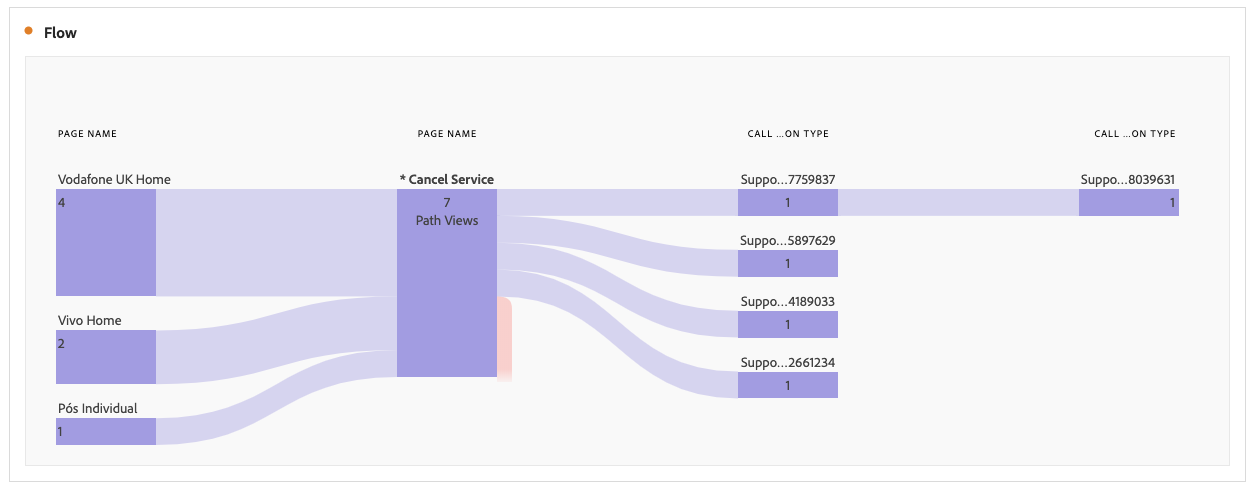 Flow
PAGE NAME
PAGE NAME
CALL ...ON TYPE
CALL ...ON TYPE
Vodafone UK Home
4
Vivo Home
2
Pós Individual
1
* Cancel Service
7
Path Views
Suppo...7759837
1
Suppo...5897629
1
Suppo...4189033
1
Suppo...2661234
1
Suppo...8039631
1